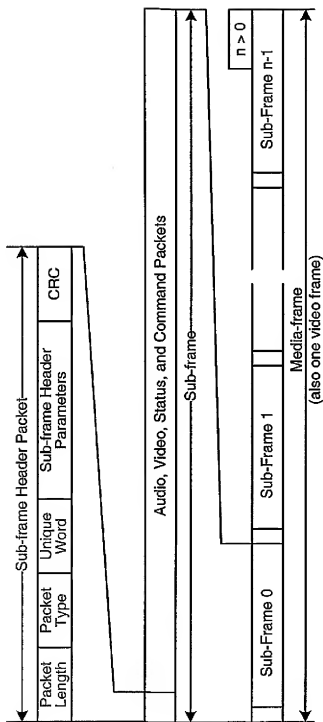 Sub-frame Header Packet
Packet
Length
Packet
Type
Unique
Word
Sub-frame Header
Parameters
CRC
Audio, Video, Status, and Command Packets
Sub-frame
n > 0
Sub-Frame 0
Sub-Frame 1
Sub-Frame n-1
Media-frame
(also one video frame)